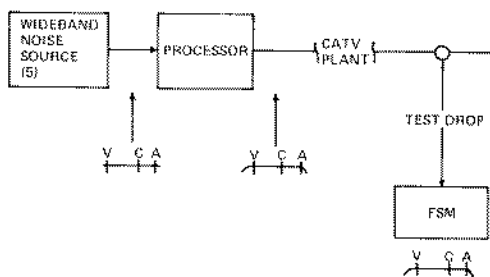 WIDEBAND
NOISE
SOURCE
(5)
PROCESSOR
CATV
PLANT
TEST DROP
FSM
V C A
V C A
V C A